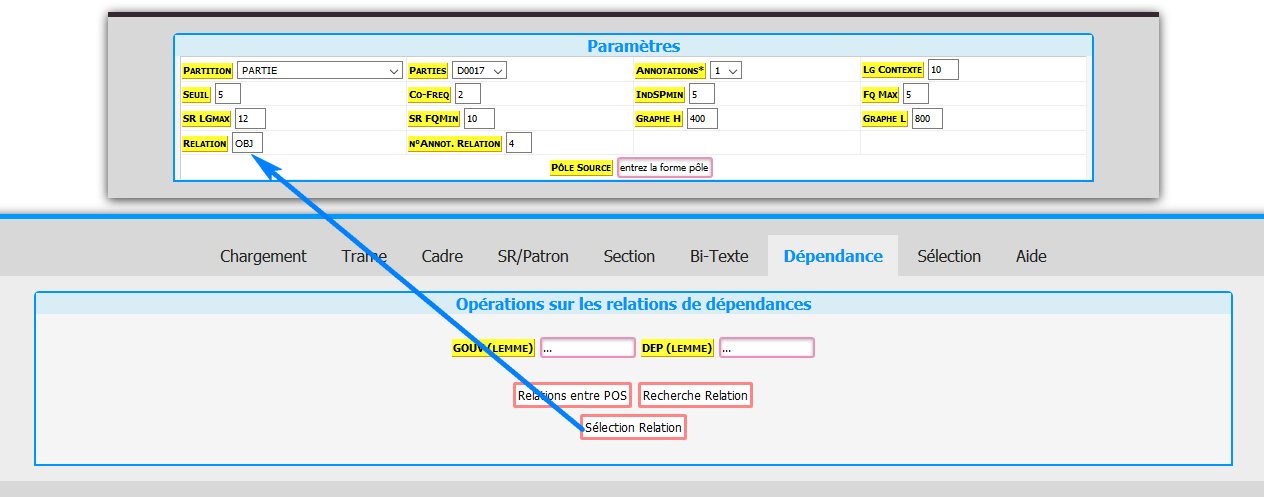 Paramètres
PARTITION PARTIE PARTIES D0017 ANNOTATIONS* 1 LG CONTEXTE 10
SEUIL 5 CO-FREQ 2 INDSPMIN 5 FQ MAX 5
SR LGMAX 12 SR FQMIN 10 GRAPHE H 400 GRAPHE L 800
RELATION OBJ N°ANNOT. RELATION 4
PÔLE SOURCE entrez la forme pôle
Chargement Trame Cadre SR/Patron Section Bi-Texte Dépendance Sélection Aide
Opérations sur les relations de dépendances
GOUV (LEMME) ... DEP (LEMME) ...
Relations entre POS Recherche Relation
Sélection Relation